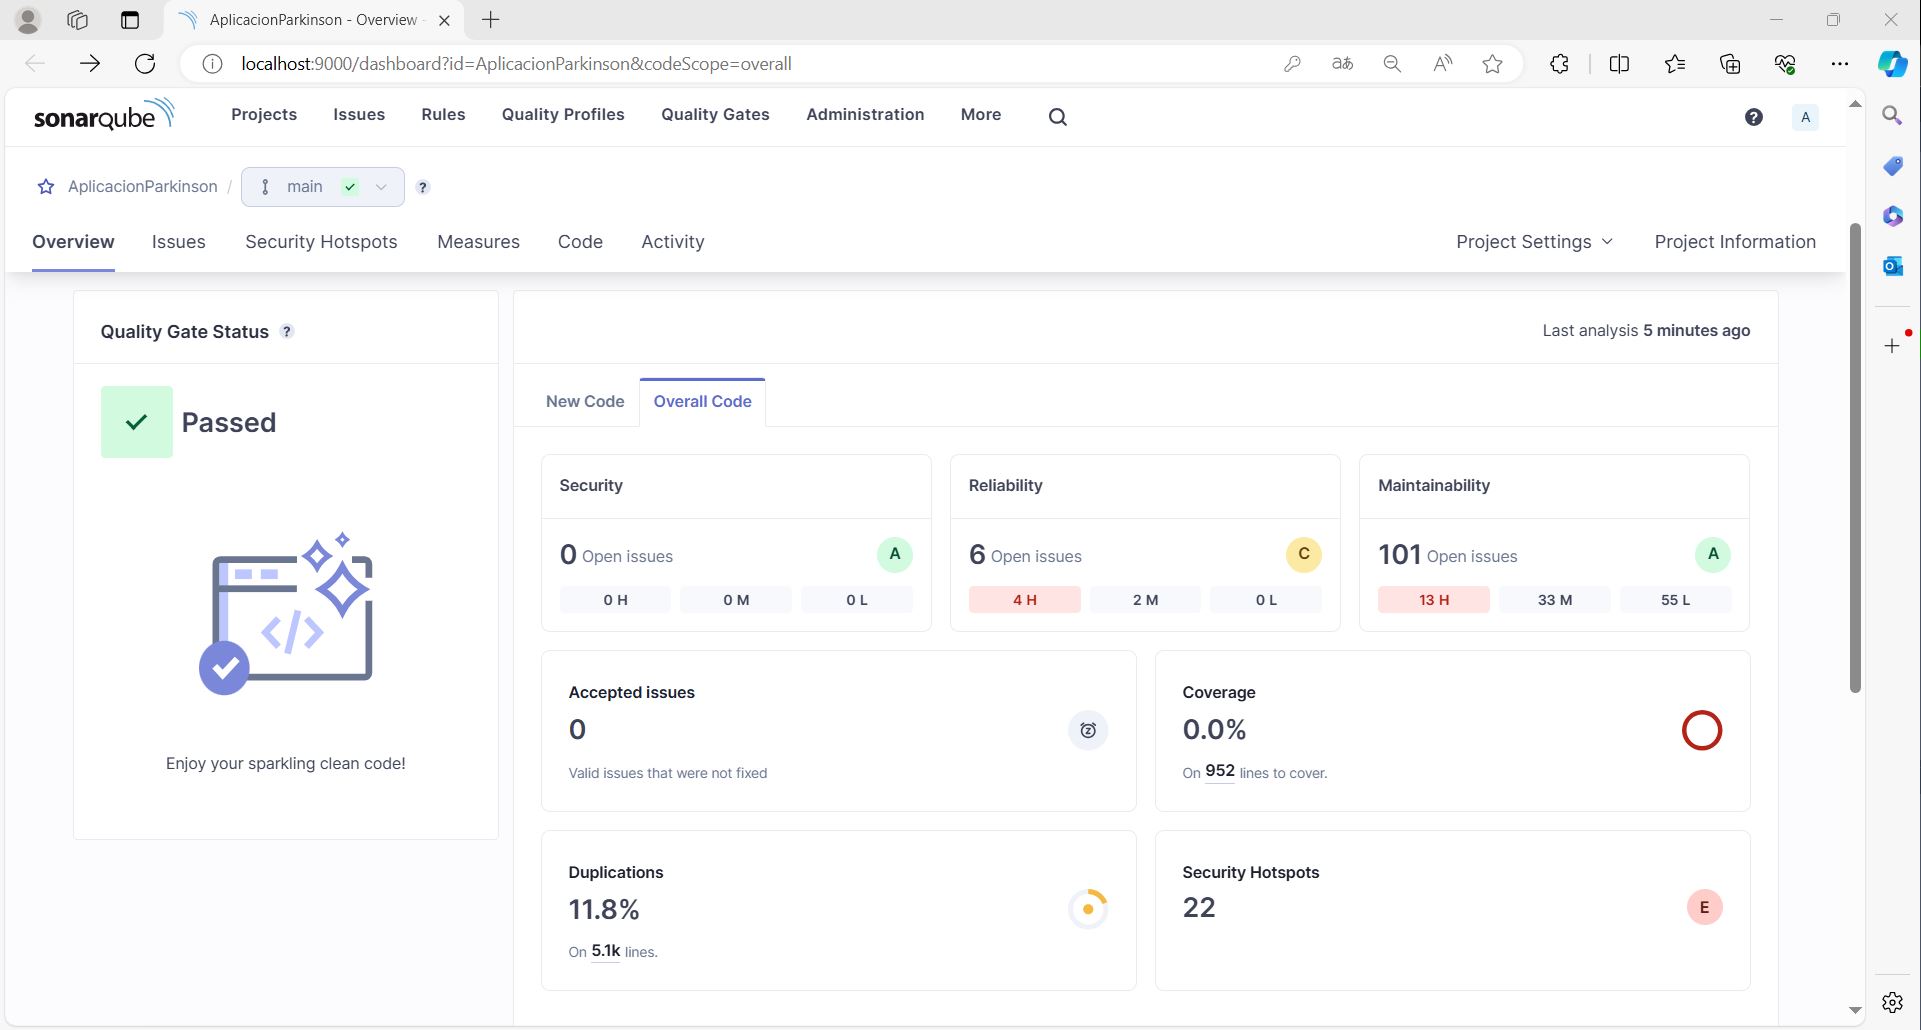 AplicacionParkinson - Overview -
localhost:9000/dashboard?id=AplicacionParkinson&codeScope=overall
aあ
A
sonarqube
Projects Issues Rules Quality Profiles Quality Gates Administration More
? A
AplicacionParkinson / main ?
Overview Issues Security Hotspots Measures Code Activity
Project Settings Project Information
Quality Gate Status ?
Last analysis 5 minutes ago
Passed
New Code Overall Code
Security
0 Open issues A
0 H 0 M 0 L
Reliability
6 Open issues C
4 H 2 M 0 L
Maintainability
101 Open issues A
13 H 33 M 55 L
</>
Enjoy your sparkling clean code!
Accepted issues
0
Valid issues that were not fixed
Coverage
0.0%
On 952 lines to cover.
Duplications
11.8%
On 5.1k lines.
Security Hotspots
22
E